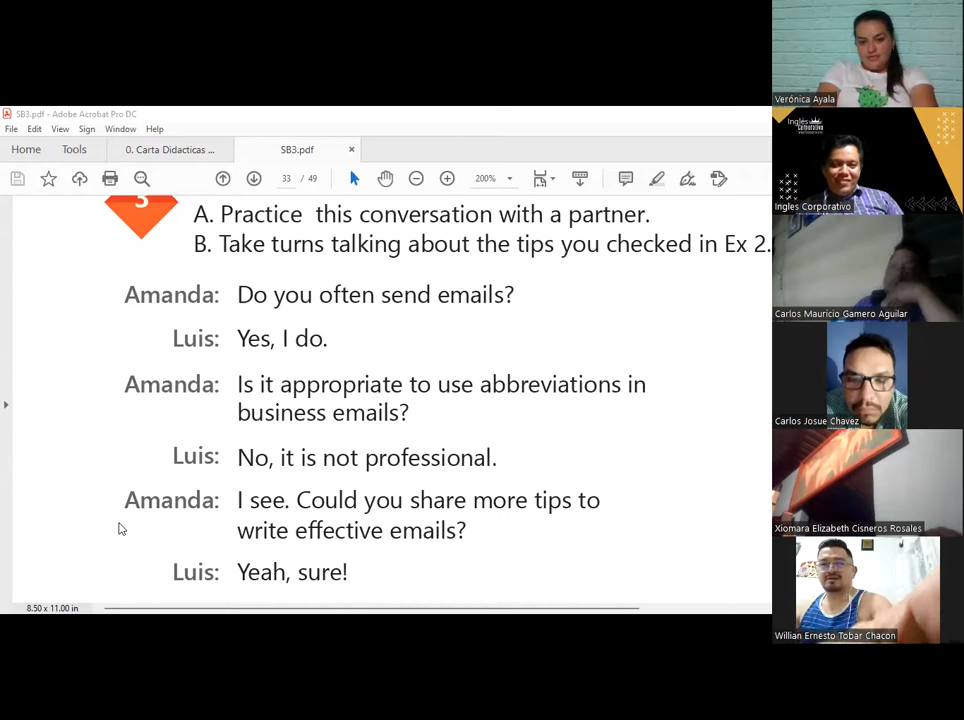 SB3.pdf - Adobe Acrobat Pro DC
File Edit View Sign Window Help
Home Tools 0. Carta Didacticas ... SB3.pdf ×
33 / 49 200%
3
A. Practice this conversation with a partner.
B. Take turns talking about the tips you checked in Ex 2.
Amanda: Do you often send emails?
Luis: Yes, I do.
Amanda: Is it appropriate to use abbreviations in
business emails?
Luis: No, it is not professional.
Amanda: I see. Could you share more tips to
write effective emails?
Luis: Yeah, sure!
8.50 x 11.00 in
Verónica Ayala
Inglés
Corporativo
Ingles Corporativo
Carlos Mauricio Gamero Aguilar
Carlos Josue Chavez
Xiomara Elizabeth Cisneros Rosales
Willian Ernesto Tobar Chacon